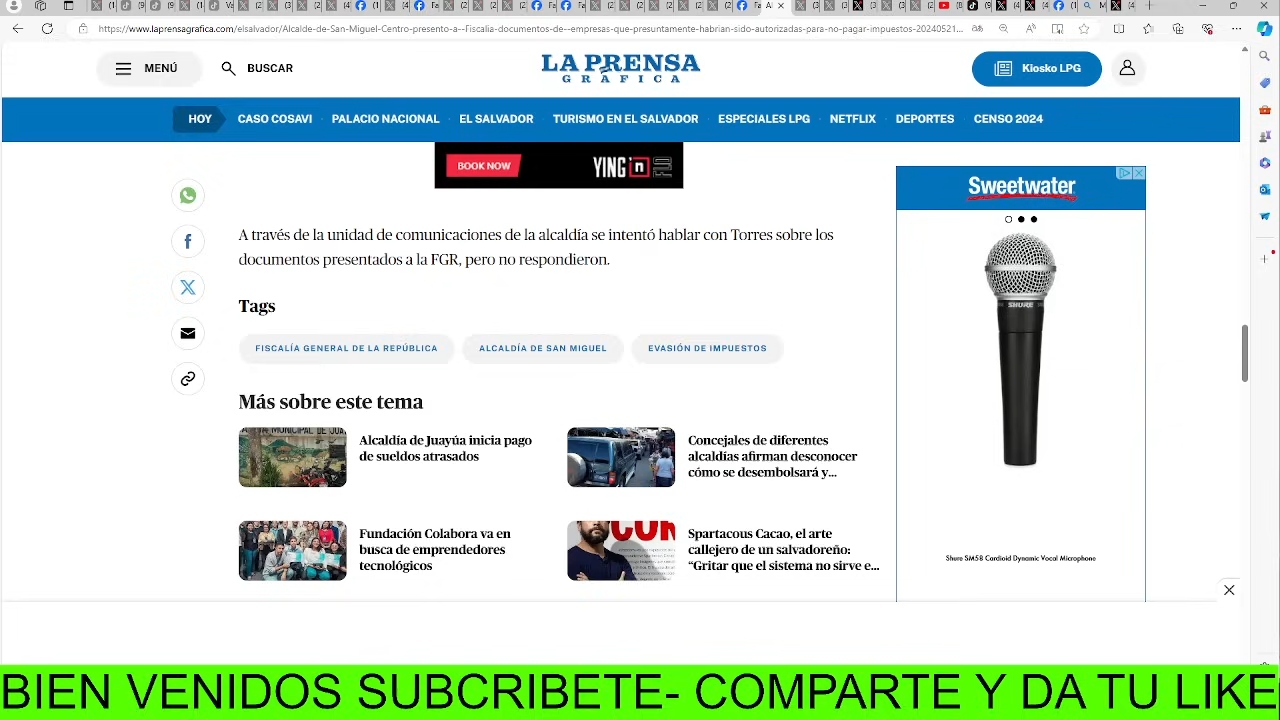 https://www.laprensagrafica.com/elsalvador/Alcalde-de-San-Miguel-Centro-presento-a--Fiscalia-documentos-de--empresas-que-presuntamente-habrian-sido-autorizadas-para-no-pagar-impuestos-20240521...
MENÚ
BUSCAR
LA PRENSA
GRÁFICA
Kiosko LPG
HOY
CASO COSAVI
PALACIO NACIONAL
EL SALVADOR
TURISMO EN EL SALVADOR
ESPECIALES LPG
NETFLIX
DEPORTES
CENSO 2024
BOOK NOW
YING 'n
Sweetwater
A través de la unidad de comunicaciones de la alcaldía se intentó hablar con Torres sobre los
documentos presentados a la FGR, pero no respondieron.
Tags
FISCALÍA GENERAL DE LA REPÚBLICA
ALCALDÍA DE SAN MIGUEL
EVASIÓN DE IMPUESTOS
SHURE
Más sobre este tema
Alcaldía de Juayúa inicia pago
de sueldos atrasados
Concejales de diferentes
alcaldías afirman desconocer
cómo se desembolsará y...
Fundación Colabora va en
busca de emprendedores
tecnológicos
Spartacous Cacao, el arte
callejero de un salvadoreño:
“Gritar que el sistema no sirve e...
Shure SM58 Cardioid Dynamic Vocal Microphone
BIEN VENIDOS SUBCRIBETE- COMPARTE Y DA TU LIKE